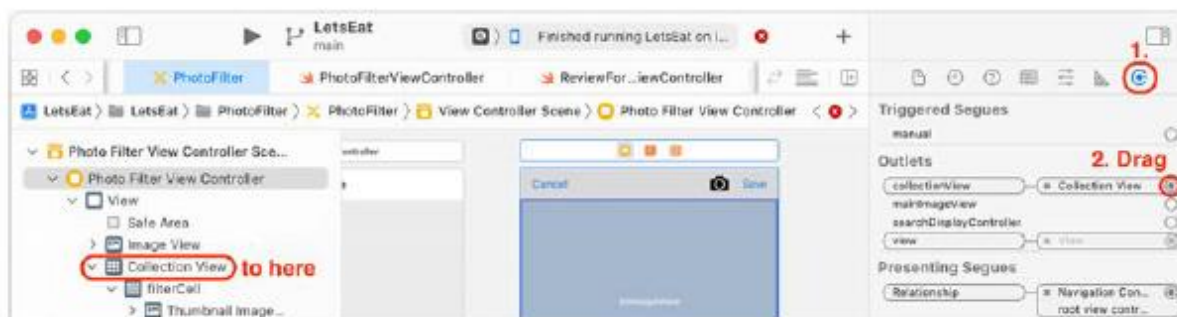 LetsEat
main
Finished running LetsEat on i...
1.
PhotoFilter
PhotoFilterViewController
ReviewFor...iewController
LetsEat
LetsEat
PhotoFilter
PhotoFilter
View Controller Scene
Photo Filter View Controller
Photo Filter View Controller Sce...
Photo Filter View Controller
View
Safe Area
Image View
Collection View
to here
filterCell
Thumbnail Image...
Cancel
Save
Triggered Segues
manual
Outlets
2. Drag
collectionView
Collection View
mainImageView
searchDisplayController
view
View
Presenting Segues
Relationship
Navigation Con...
root view contr...